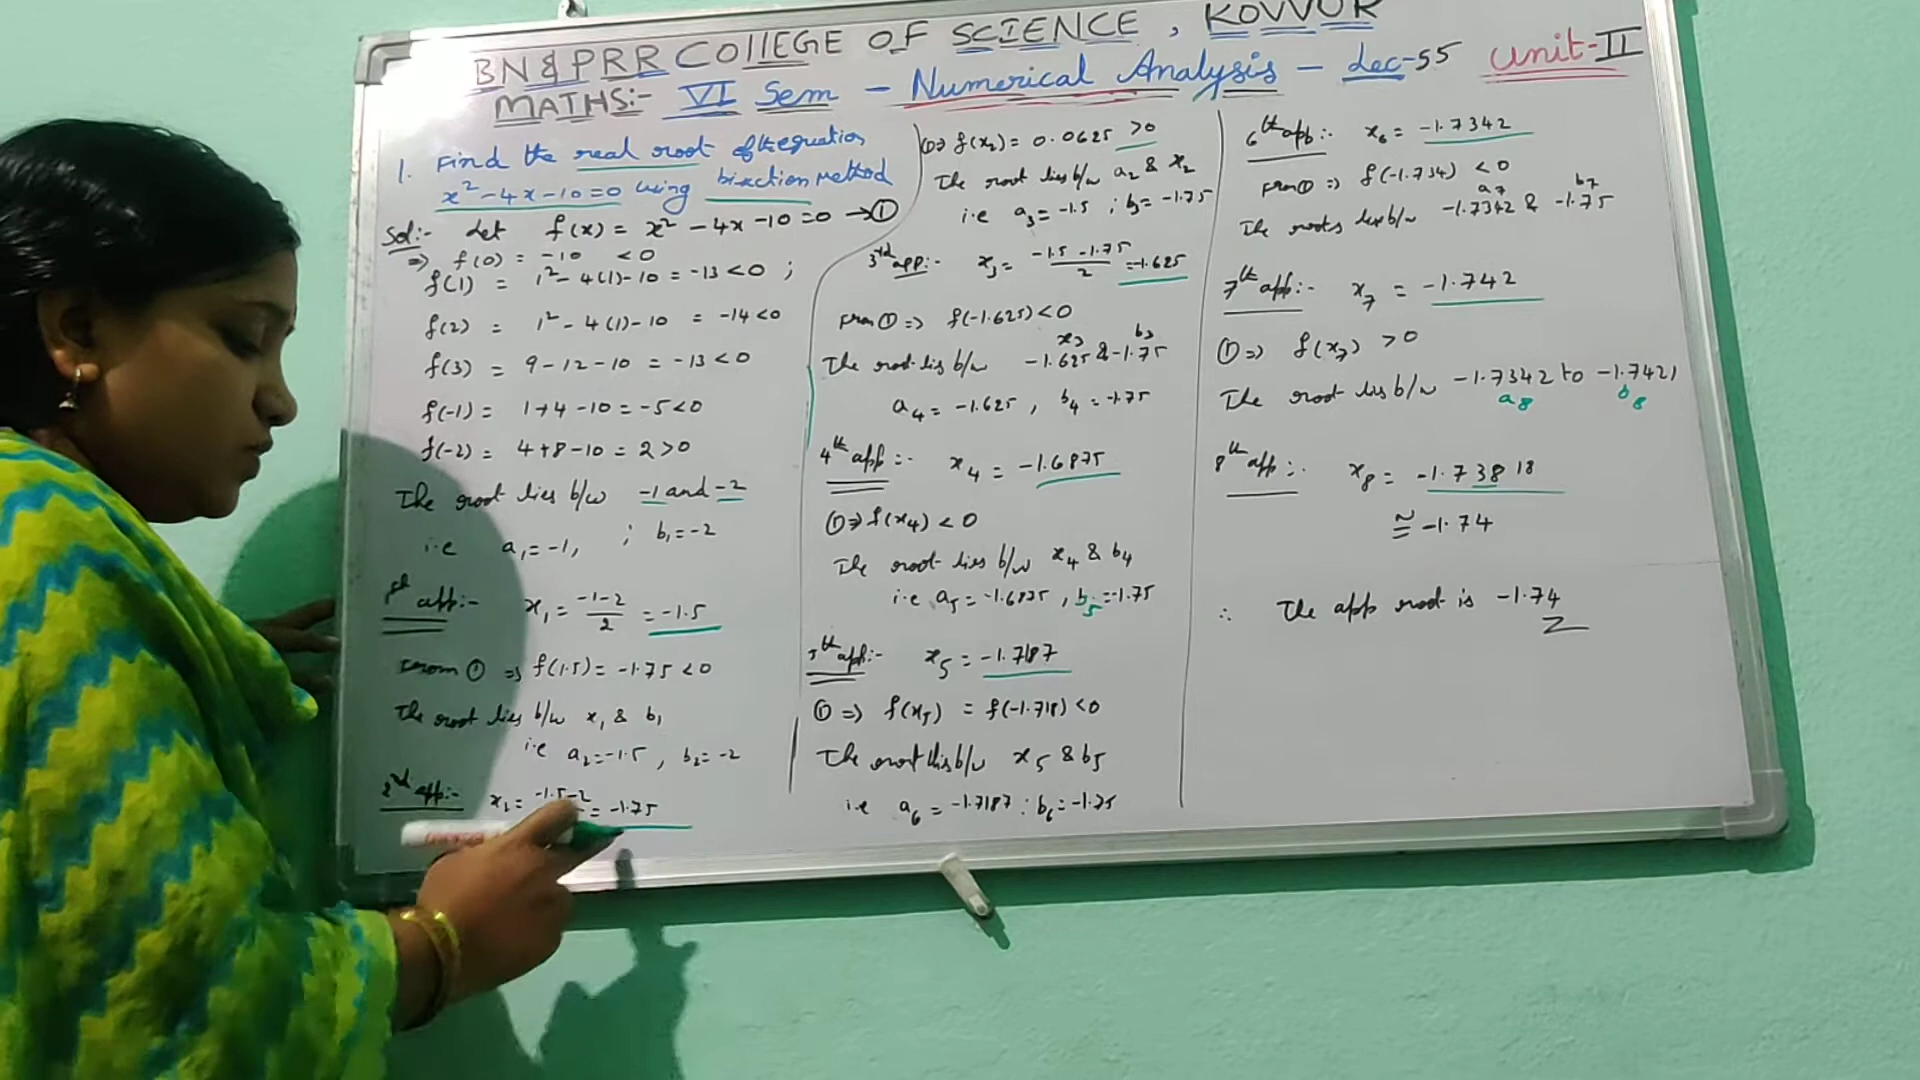 BN & PRR COllEGE OF SCIENCE , KOVVUR
MATHS:- VI Sem - Numerical Analysis - Lec-55 Unit-II
1. Find the real root of the equation
x² - 4x - 10 = 0 using bisection method
Sol:- Let f(x) = x² - 4x - 10 = 0 → ①
⇒ f(0) = -10 < 0
f(1) = 1² - 4(1) - 10 = -13 < 0 ;
f(2) = 1² - 4(1) - 10 = -14 < 0
f(3) = 9 - 12 - 10 = -13 < 0
f(-1) = 1 + 4 - 10 = -5 < 0
f(-2) = 4 + 8 - 10 = 2 > 0
The root lies b/w -1 and -2
i.e a₁ = -1, ; b₁ = -2
1st app:- x₁ = (-1-2)/2 = -1.5
From ① ⇒ f(1.5) = -1.75 < 0
The root lies b/w x₁ & b₁
i.e a₂ = -1.5 , b₂ = -2
2nd app:- x₂ = -1.5-2 = -1.75
① ⇒ f(x₂) = 0.0625 > 0
The root lies b/w a₂ & x₂
i.e a₃ = -1.5 ; b₃ = -1.75
3rd app:- x₃ = (-1.5-1.75)/2 = -1.625
From ① ⇒ f(-1.625) < 0
x₃ b₃
The root lis b/w -1.625 & -1.75
a₄ = -1.625 , b₄ = -1.75
4th app:- x₄ = -1.6875
① ⇒ f(x₄) < 0
The root lies b/w x₄ & b₄
i.e a₅ = -1.6875 , b₅ = -1.75
5th app:- x₅ = -1.7187
① ⇒ f(x₅) = f(-1.718) < 0
The root lis b/w x₅ & b₅
i.e a₆ = -1.7187 : b₆ = -1.75
6th app:- x₆ = -1.7342
From ① ⇒ f(-1.734) < 0
a₇ b₇
The roots lies b/w -1.7342 & -1.75
7th app:- x₇ = -1.742
① ⇒ f(x₇) > 0
The root lis b/w -1.7342 to -1.7421
a₈ b₈
8th app:- x₈ = -1.73818
≅ -1.74
∴ The app root is -1.74